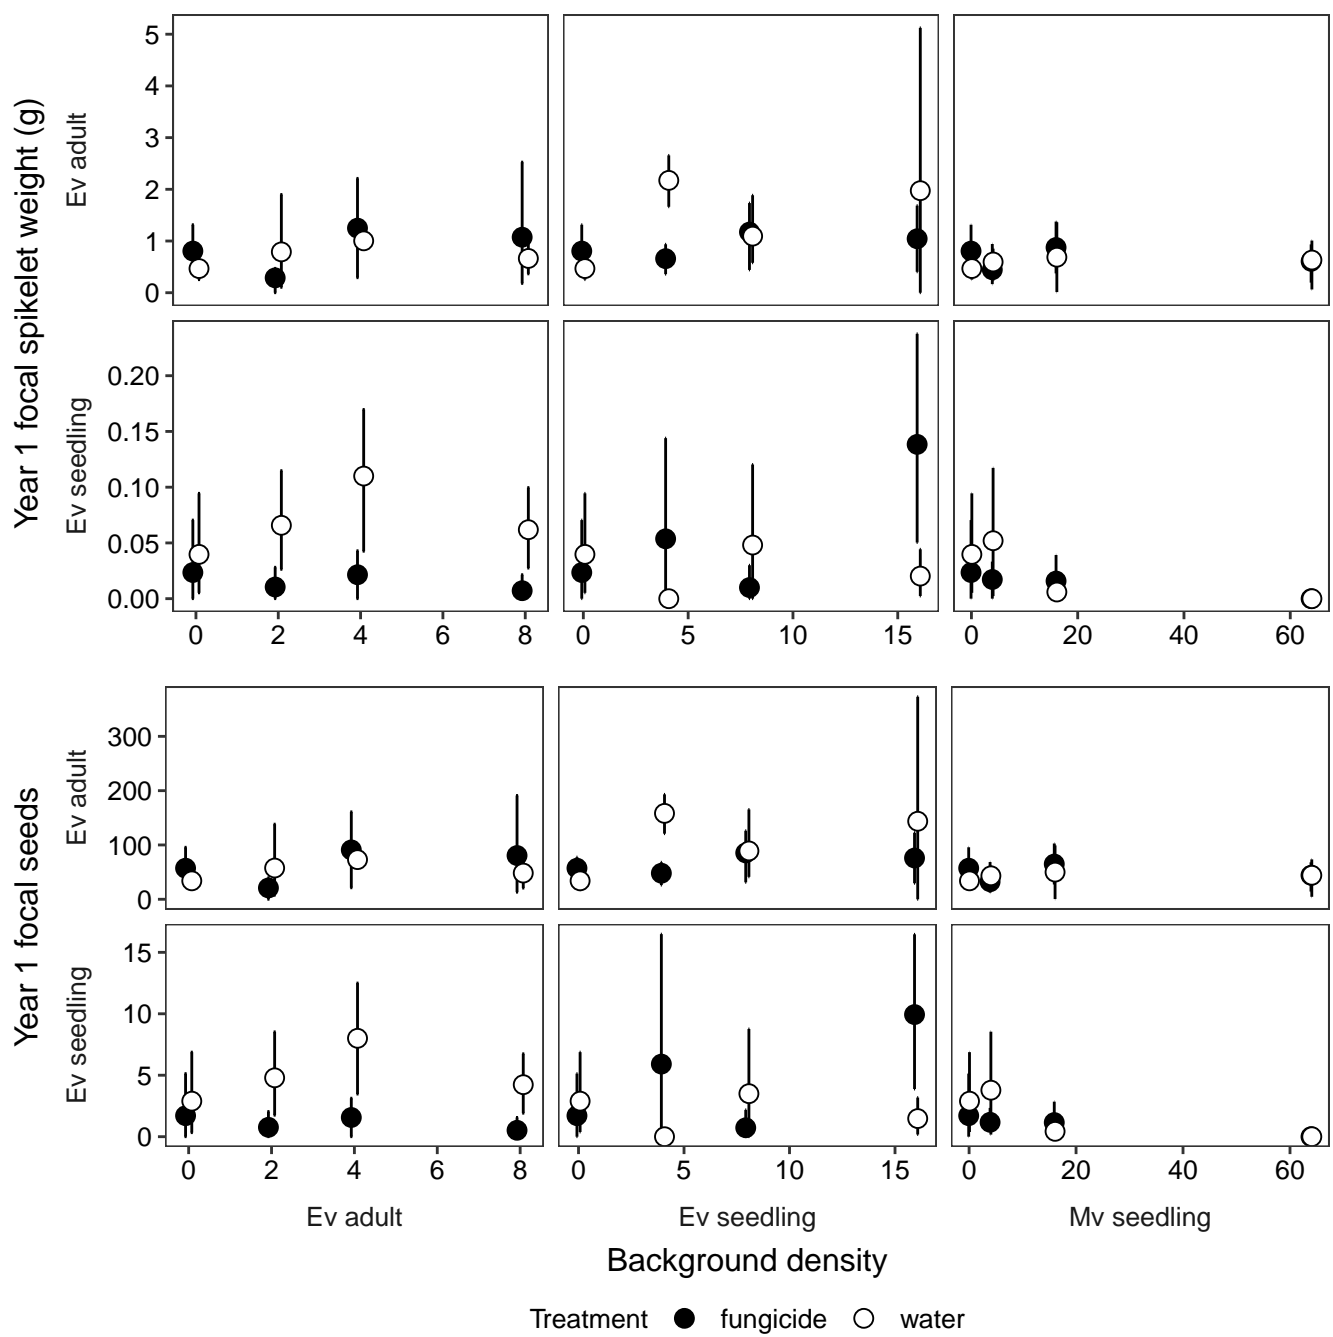 Year 1 focal spikelet weight (g)
Ev adult
5
4
3
2
1
0
Ev seedling
0.20
0.15
0.10
0.05
0.00
0 2 4 6 8
0 5 10 15
0 20 40 60
Year 1 focal seeds
Ev adult
300
200
100
0
Ev seedling
15
10
5
0
0 2 4 6 8
0 5 10 15
0 20 40 60
Ev adult
Ev seedling
Mv seedling
Background density
Treatment fungicide water